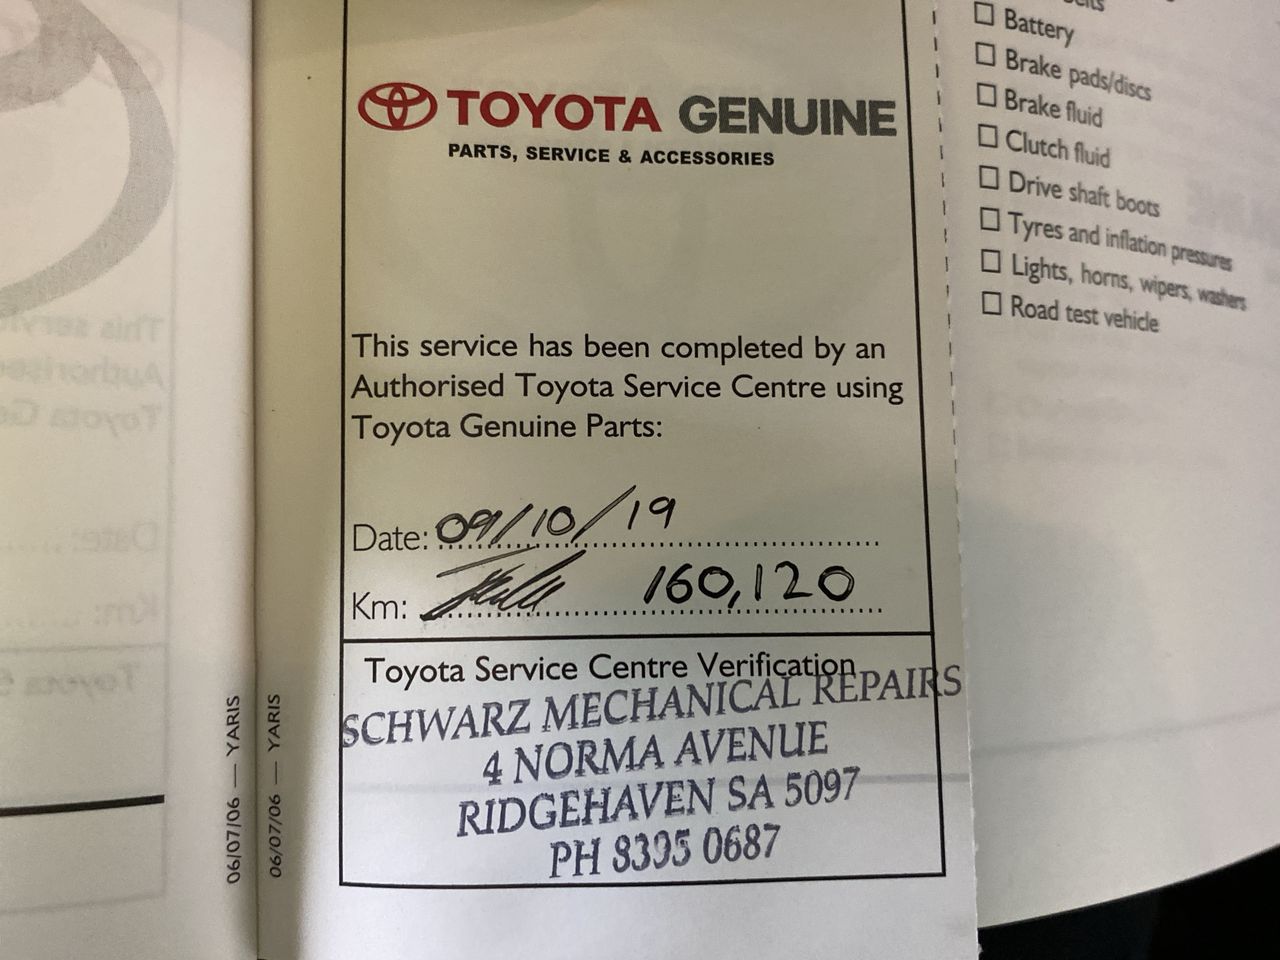 TOYOTA GENUINE
PARTS, SERVICE & ACCESSORIES
This service has been completed by an
Authorised Toyota Service Centre using
Toyota Genuine Parts:
Date: 09/10/19
Km: 160,120
Toyota Service Centre Verification
SCHWARZ MECHANICAL REPAIRS
4 NORMA AVENUE
RIDGEHAVEN SA 5097
PH 8395 0687
06/07/06 — YARIS
06/07/06 — YARIS
Battery
Brake pads/discs
Brake fluid
Clutch fluid
Drive shaft boots
Tyres and inflation pressures
Lights, horns, wipers, washers
Road test vehicle